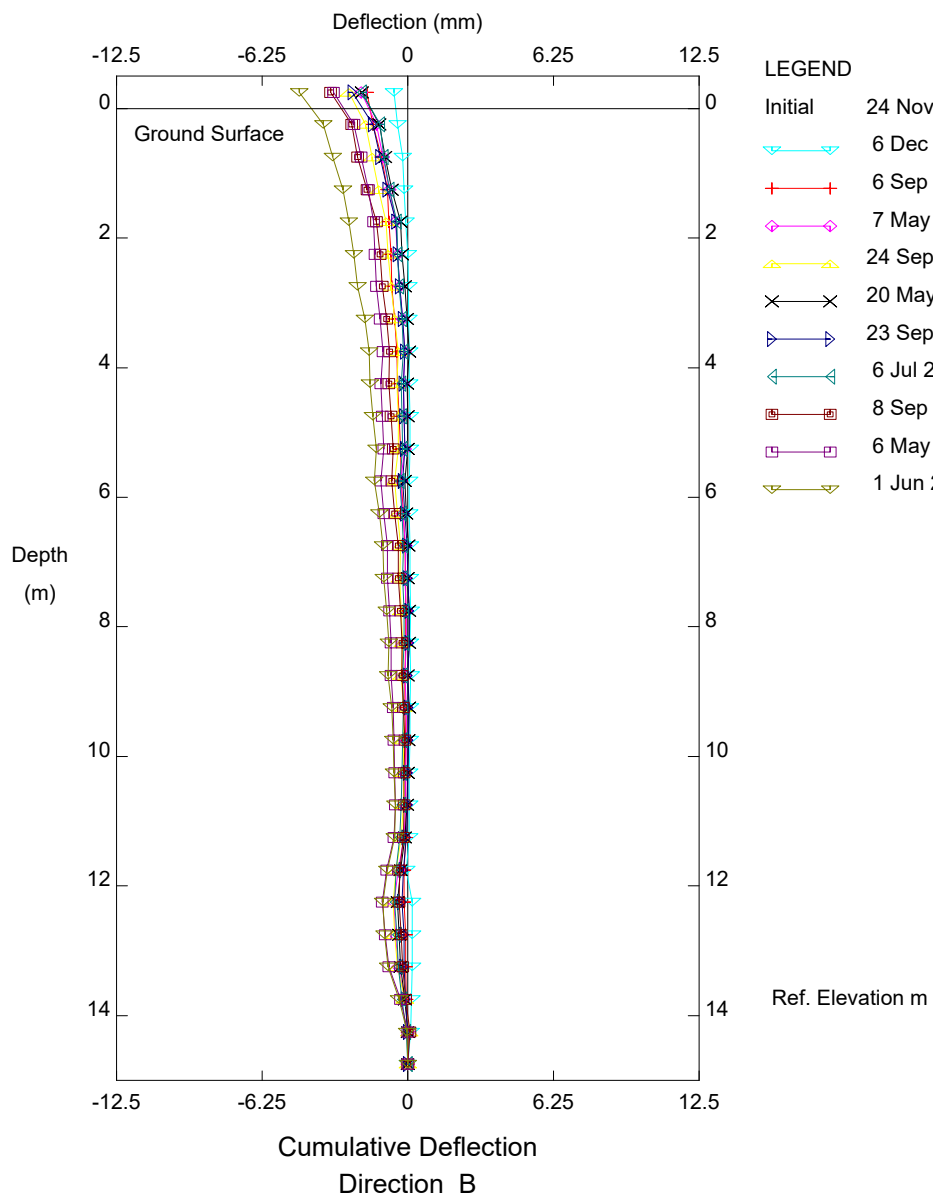 Deflection (mm)
-12.5 -6.25 0 6.25 12.5
LEGEND
0 0
Initial 24 Nov
Ground Surface
6 Dec
6 Sep
7 May
2 2
24 Sep
20 May
23 Sep
4 4
6 Jul 2
8 Sep
6 May
1 Jun 2
6 6
Depth
(m)
8 8
10 10
12 12
14 14
Ref. Elevation m
-12.5 -6.25 0 6.25 12.5
Cumulative Deflection
Direction B